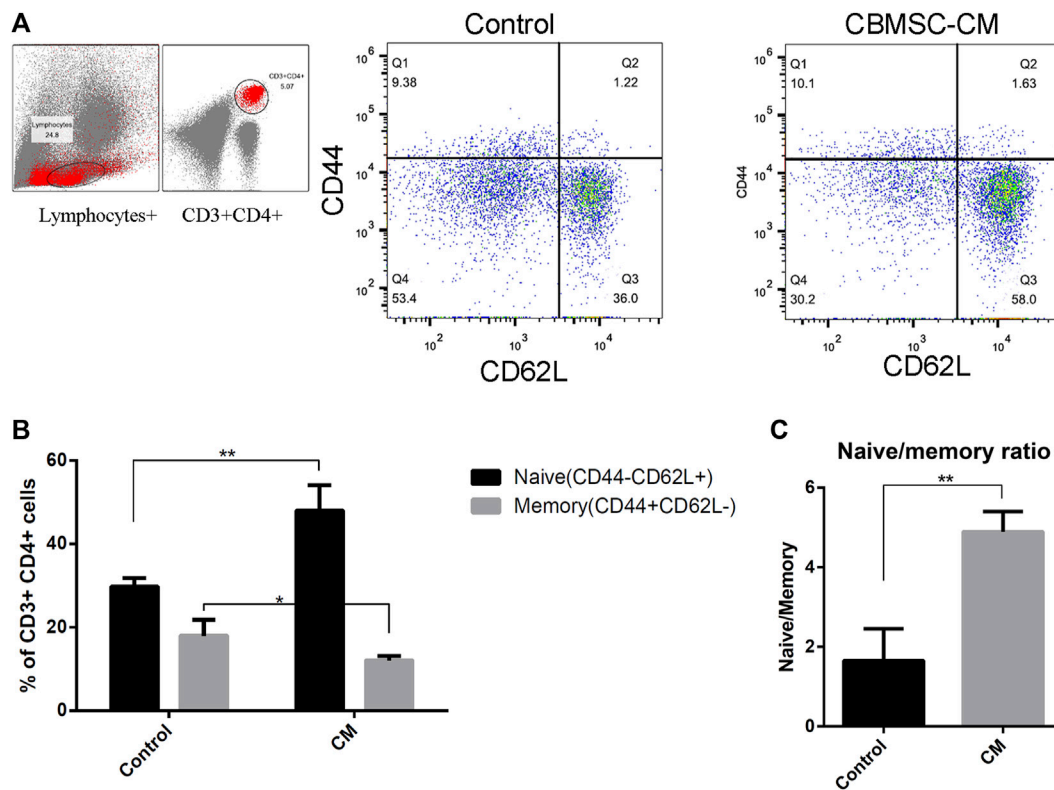 A
Lymphocytes
24.8
Lymphocytes+
CD3+CD4+
5.07
CD3+CD4+
Control
Q1
9.38
Q2
1.22
Q4
53.4
Q3
36.0
10^6
10^5
10^4
10^3
10^2
CD44
10^2 10^3 10^4
CD62L
CBMSC-CM
Q1
10.1
Q2
1.63
Q4
30.2
Q3
58.0
10^6
10^5
10^4
10^3
10^2
CD44
10^2 10^3 10^4
CD62L
B
% of CD3+ CD4+ cells
60
40
20
0
**
*
Control CM
Naive(CD44-CD62L+)
Memory(CD44+CD62L-)
C
Naive/memory ratio
Naive/Memory
6
4
2
0
**
Control CM